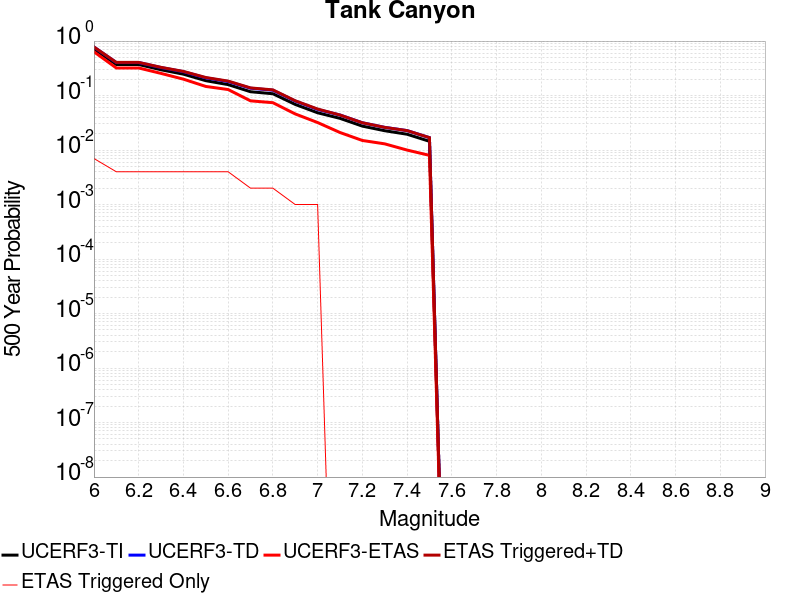 Tank Canyon
10^0
10^-1
10^-2
10^-3
10^-4
10^-5
10^-6
10^-7
10^-8
500 Year Probability
6 6.2 6.4 6.6 6.8 7 7.2 7.4 7.6 7.8 8 8.2 8.4 8.6 8.8 9
Magnitude
UCERF3-TI UCERF3-TD UCERF3-ETAS ETAS Triggered+TD
ETAS Triggered Only